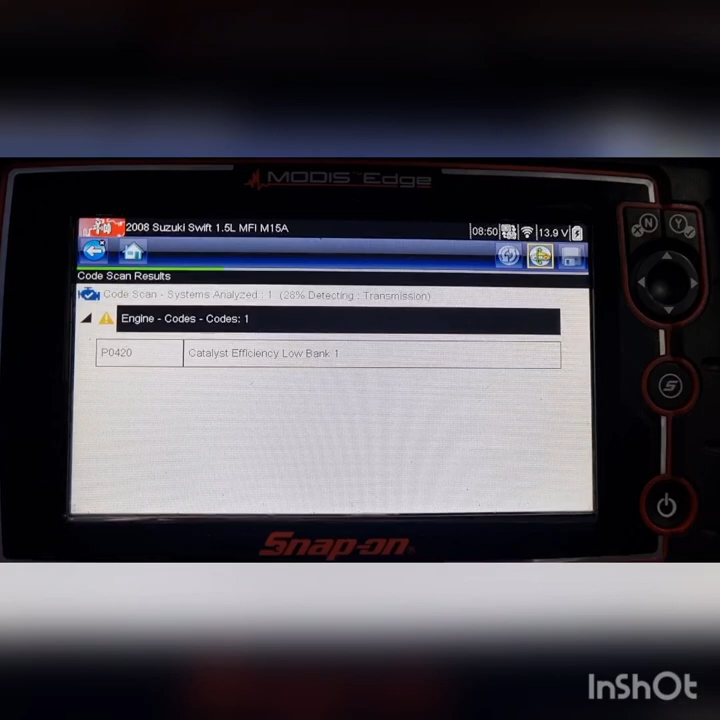 MODIS Edge
2008 Suzuki Swift 1.5L MFI M15A
08:50
13.9 V
Code Scan Results
Code Scan - Systems Analyzed : 1 (28% Detecting : Transmission)
Engine - Codes - Codes: 1
P0420 Catalyst Efficiency Low Bank 1
N
X
Y
S
Snap-on
InShOt